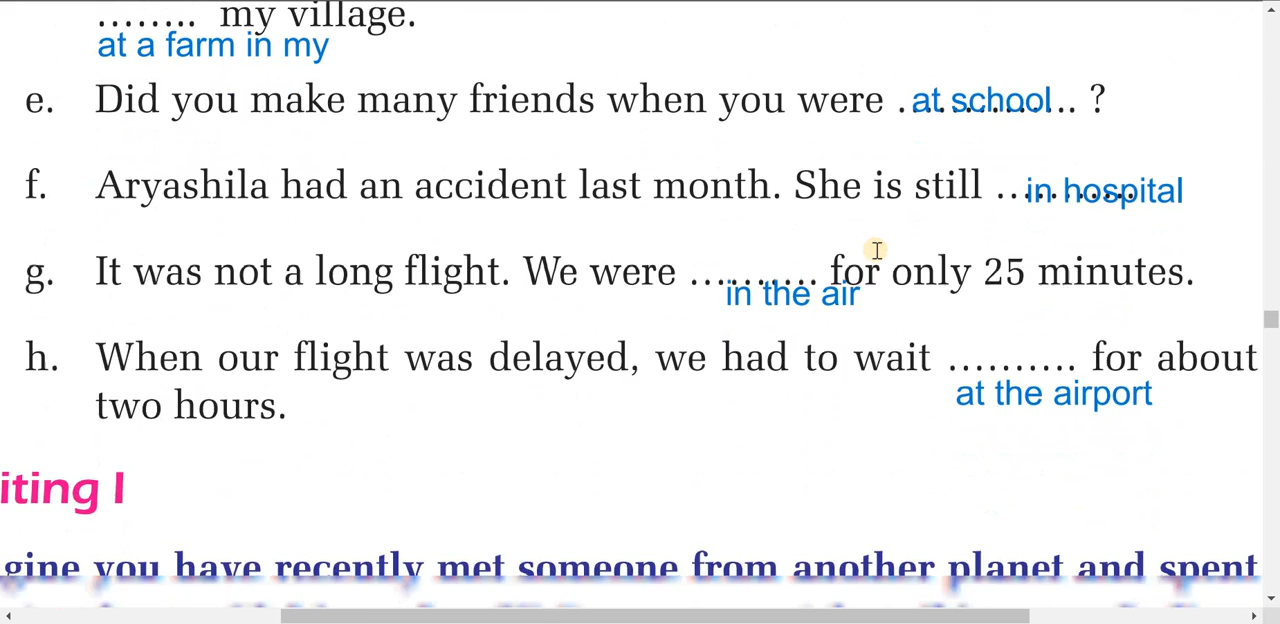 ........ my village.
at a farm in my
e. Did you make many friends when you were ............. ?
at school
f. Aryashila had an accident last month. She is still ..........
in hospital
g. It was not a long flight. We were .......... for only 25 minutes.
in the air
h. When our flight was delayed, we had to wait .......... for about
at the airport
two hours.
iting I
gine you have recently met someone from another planet and spent